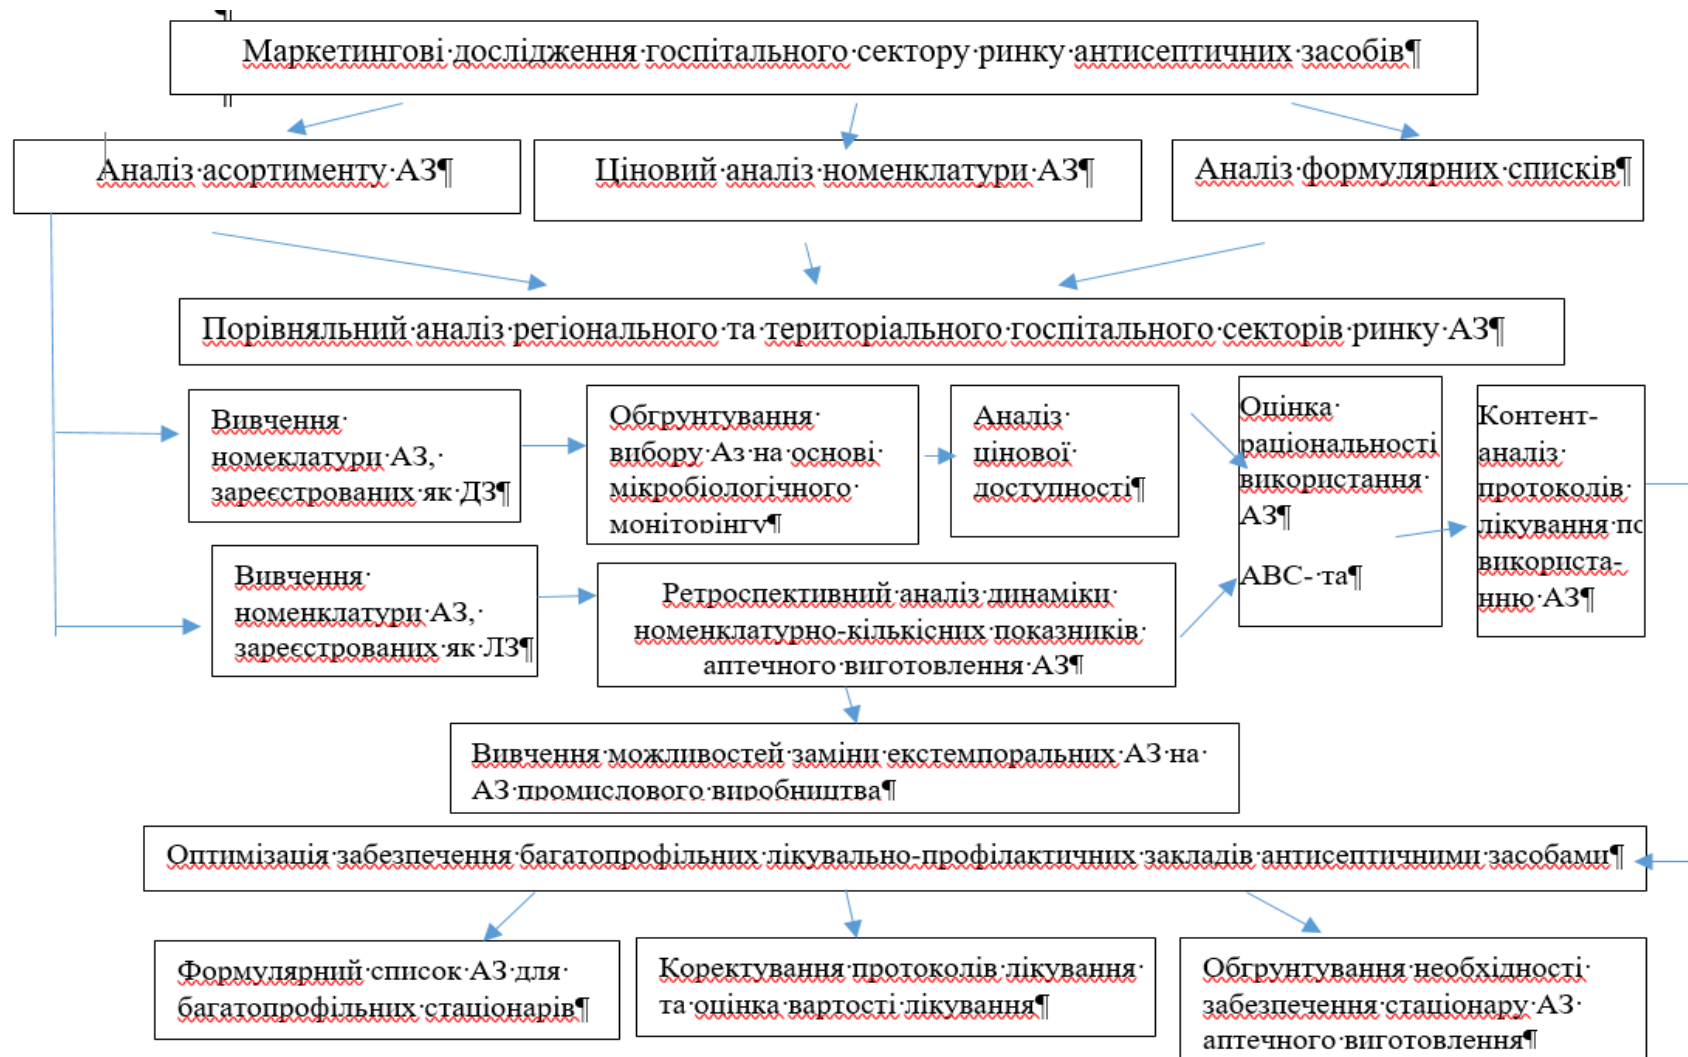 Маркетингові дослідження госпітального сектору ринку антисептичних засобів¶
Аналіз асортименту АЗ¶
Ціновий аналіз номенклатури АЗ¶
Аналіз формулярних списків¶
Порівняльний аналіз регіонального та територіального госпітального секторів ринку АЗ¶
Вивчення
номеклатури АЗ,
зареєстрованих як ДЗ¶
Обгрунтування
вибору Аз на основі
мікробіологічного
моніторінгу¶
Аналіз
цінової
доступності¶
Оцінка
раціональності
використання
АЗ¶
АВС- та¶
Контент-
аналіз
протоколів
лікування по
використа-
нню АЗ¶
Вивчення
номенклатури АЗ,
зареєстрованих як ЛЗ¶
Ретроспективний аналіз динаміки
номенклатурно-кількісних показників
аптечного виготовлення АЗ¶
Вивчення можливостей заміни екстемпоральних АЗ на
АЗ промислового виробництва¶
Оптимізація забезпечення багатопрофільних лікувально-профілактичних закладів антисептичними засобами¶
Формулярний список АЗ для
багатопрофільних стаціонарів¶
Коректування протоколів лікування
та оцінка вартості лікування¶
Обгрунтування необхідності
забезпечення стаціонару АЗ
аптечного виготовлення¶